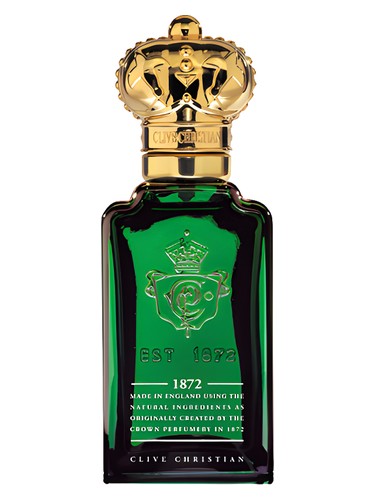 CLIVE CHRISTIAN
EST 1872
1872
MADE IN ENGLAND USING THE
NATURAL INGREDIENTS AS
ORIGINALLY CREATED BY THE
CROWN PERFUMERY IN 1872
CLIVE CHRISTIAN